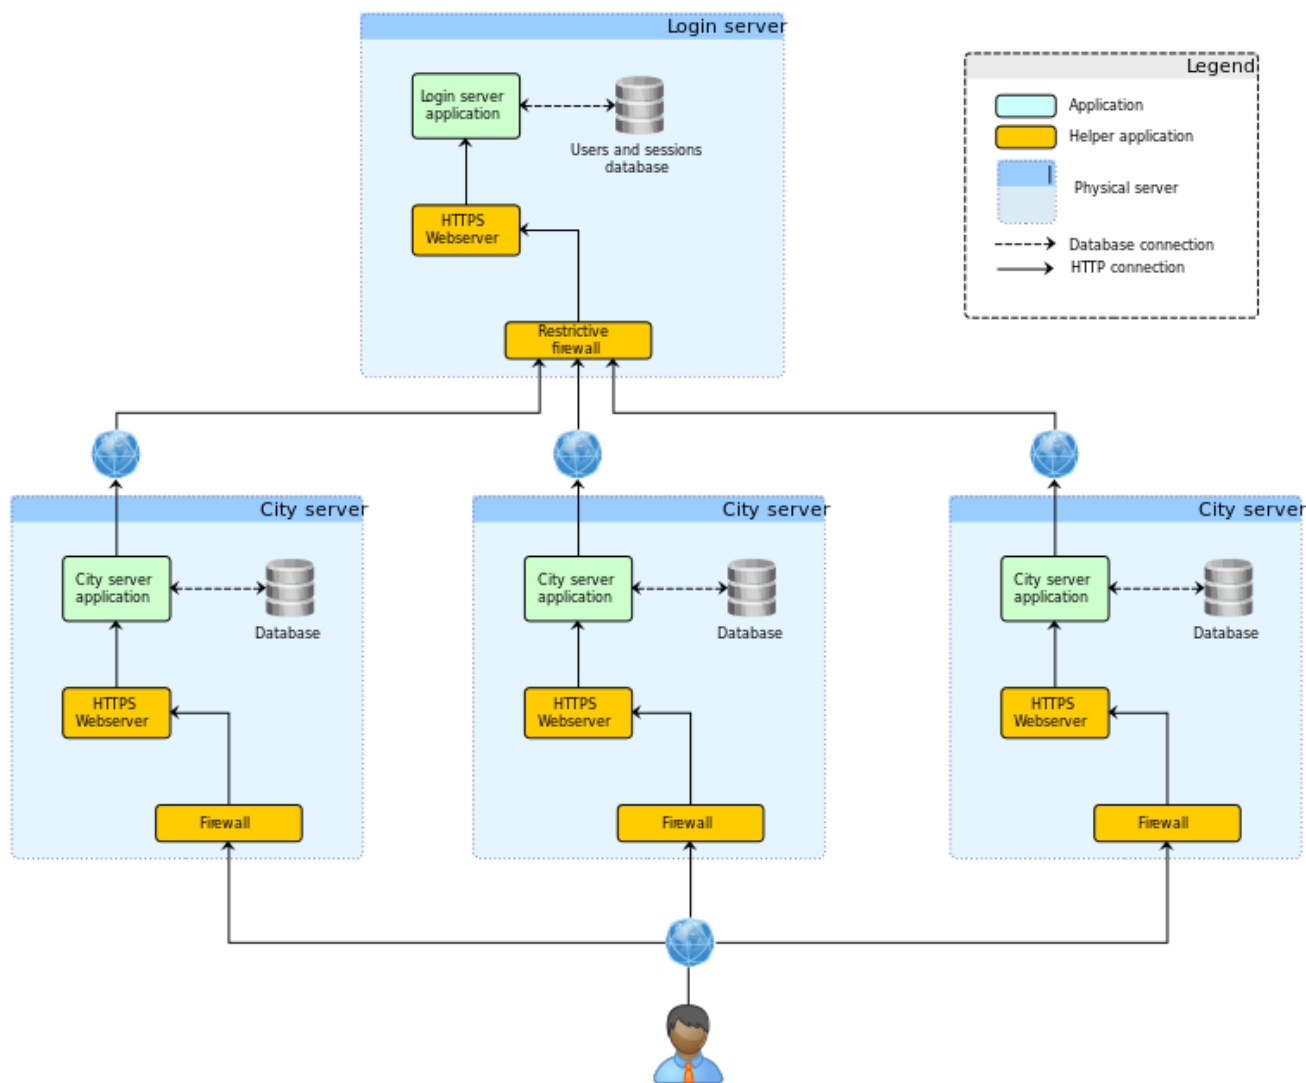 Login server
Login server
application
Users and sessions
database
HTTPS
Webserver
Restrictive
firewall
Legend
Application
Helper application
Physical server
Database connection
HTTP connection
City server
City server
application
Database
HTTPS
Webserver
Firewall
City server
City server
application
Database
HTTPS
Webserver
Firewall
City server
City server
application
Database
HTTPS
Webserver
Firewall